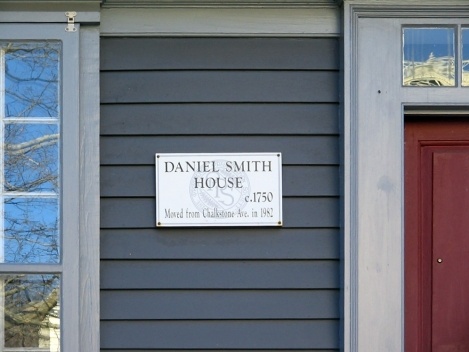 DANIEL SMITH
HOUSE
c.1750
Moved from Chalkstone Ave. in 1982